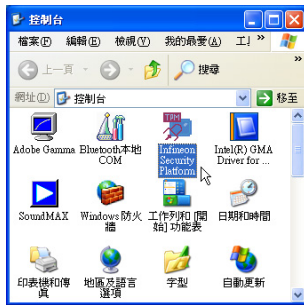 控制台
檔案(F) 編輯(E) 檢視(V) 我的最愛(A) 工J »
上一頁 搜尋 »
網址(D) 控制台 移至
Adobe Gamma Bluetooth本地 Infineon Intel(R) GMA
COM Security Driver for ...
Platform
TPM
SoundMAX Windows 防火 工作列和 [開 日期和時間
牆 始] 功能表
印表機和傳 地區及語言 字型 自動更新
真 選項